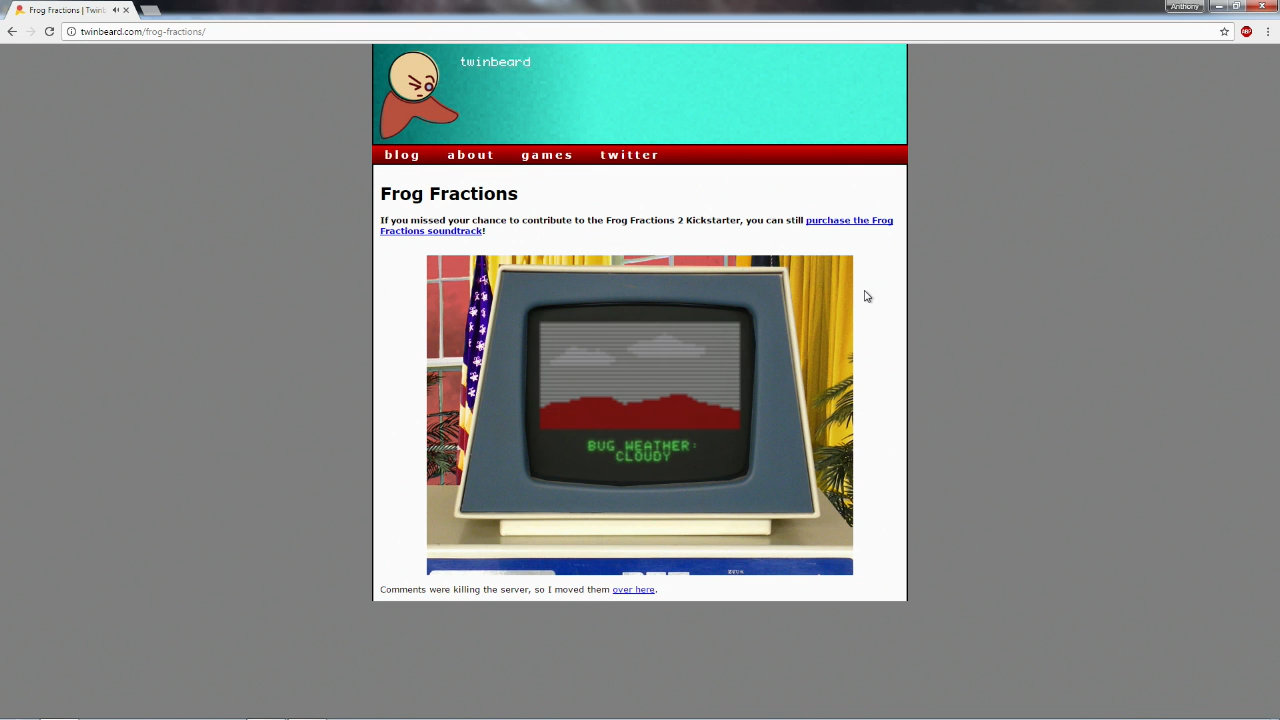 Frog Fractions | Twinb
Anthony
twinbeard.com/frog-fractions/
ABP
twinbeard
blog about games twitter
Frog Fractions
If you missed your chance to contribute to the Frog Fractions 2 Kickstarter, you can still purchase the Frog
Fractions soundtrack!
BUG WEATHER:
CLOUDY
Comments were killing the server, so I moved them over here.